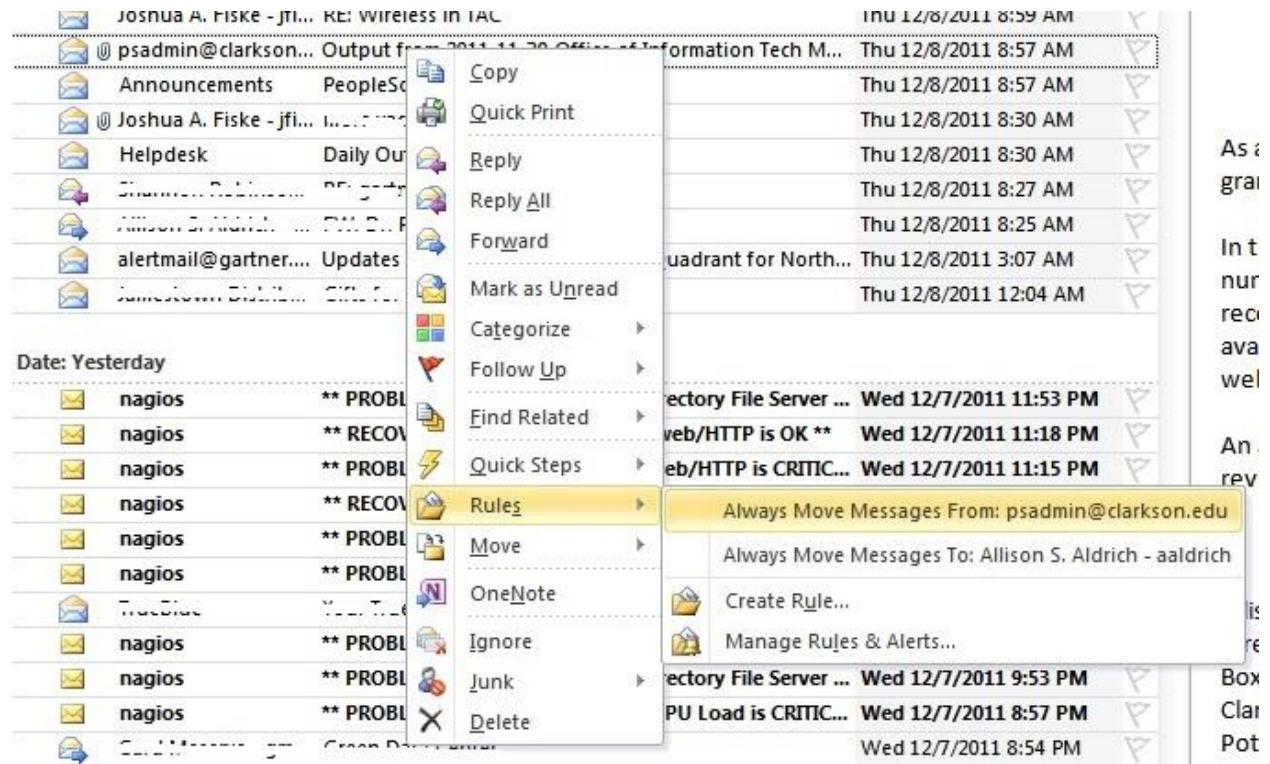 Joshua A. Fiske - jfi... RE: Wireless in TAC Thu 12/8/2011 8:59 AM
psadmin@clarkson... Output from 2011-11-30 Office of Information Tech M... Thu 12/8/2011 8:57 AM
Announcements PeopleSo Thu 12/8/2011 8:57 AM
Joshua A. Fiske - jfi... Thu 12/8/2011 8:30 AM
Helpdesk Daily Ou Thu 12/8/2011 8:30 AM
Thu 12/8/2011 8:27 AM
Thu 12/8/2011 8:25 AM
alertmail@gartner.... Updates uadrant for North... Thu 12/8/2011 3:07 AM
Thu 12/8/2011 12:04 AM
Date: Yesterday
nagios ** PROBL ectory File Server ... Wed 12/7/2011 11:53 PM
nagios ** RECOV web/HTTP is OK ** Wed 12/7/2011 11:18 PM
nagios ** PROBL eb/HTTP is CRITIC... Wed 12/7/2011 11:15 PM
nagios ** RECOV
nagios ** PROBL
nagios ** PROBL
nagios ** PROBL
nagios ** PROBL ectory File Server ... Wed 12/7/2011 9:53 PM
nagios ** PROBL PU Load is CRITIC... Wed 12/7/2011 8:57 PM
Wed 12/7/2011 8:54 PM
Copy
Quick Print
Reply
Reply All
Forward
Mark as Unread
Categorize
Follow Up
Find Related
Quick Steps
Rules
Move
OneNote
Ignore
Junk
Delete
Always Move Messages From: psadmin@clarkson.edu
Always Move Messages To: Allison S. Aldrich - aaldrich
Create Rule...
Manage Rules & Alerts...
As a
gra
In t
nur
rec
ava
wel
An
rev
Box
Clar
Pot